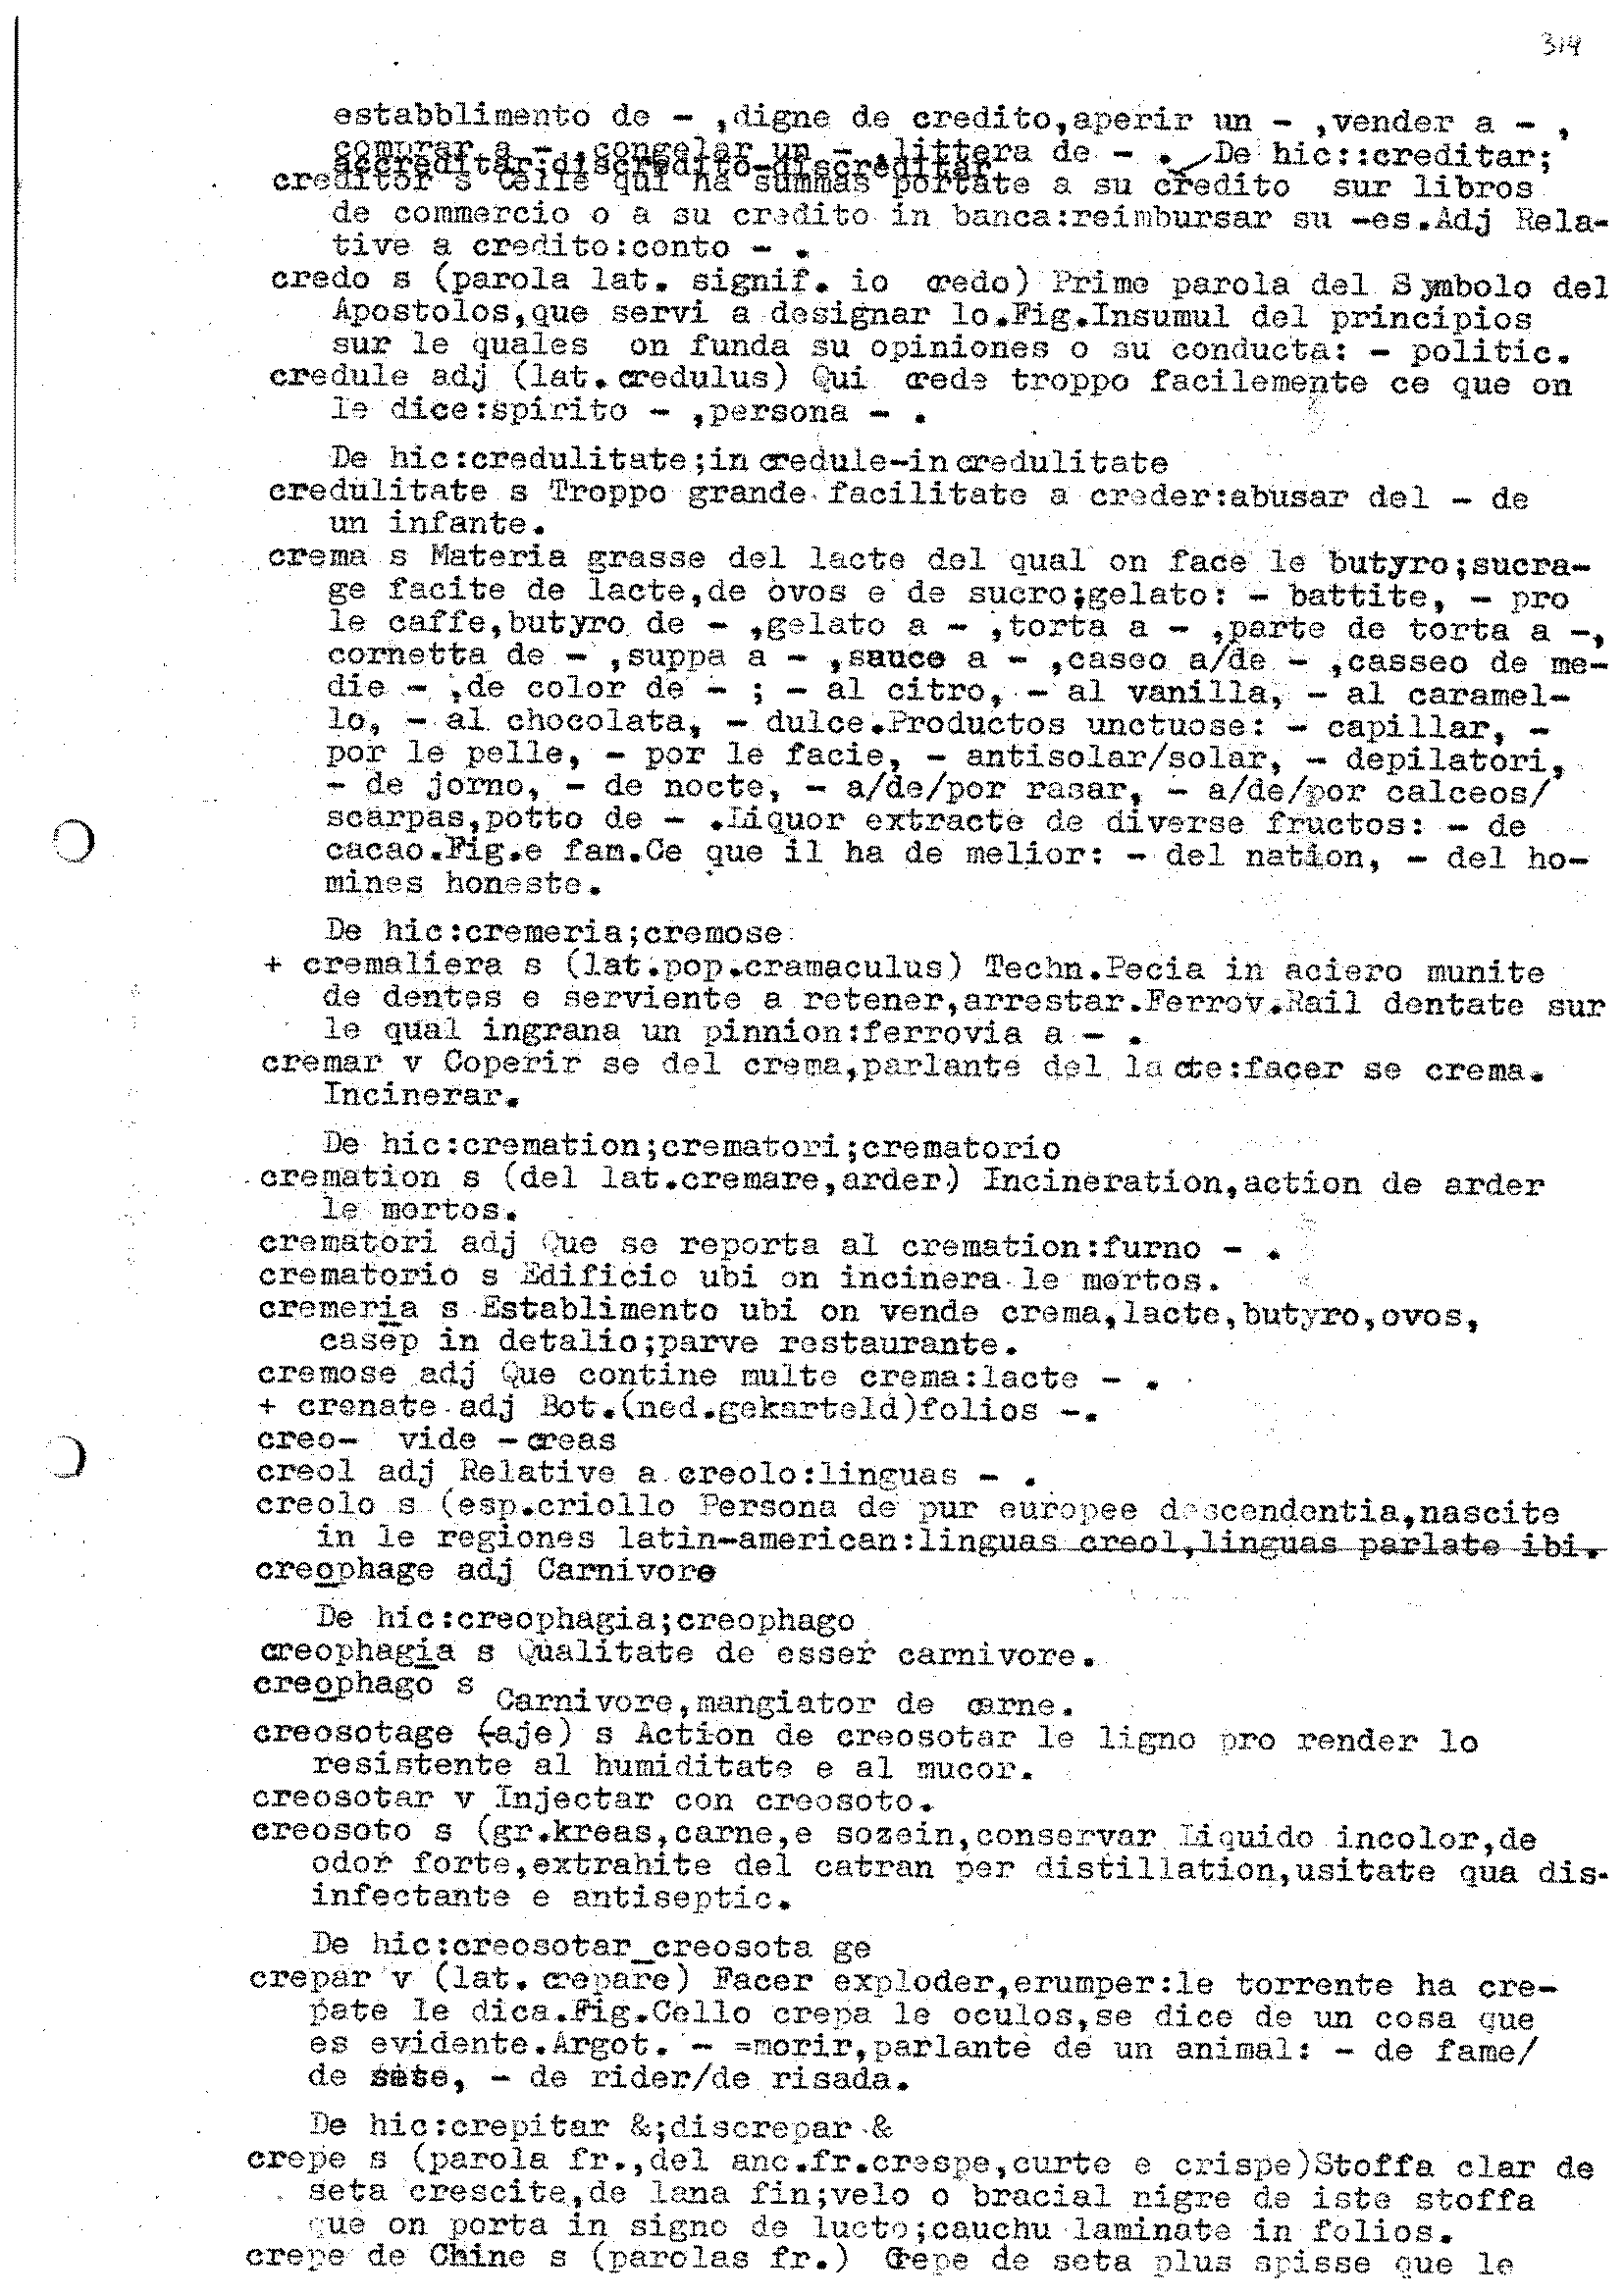 314
establlimento de - ,digne de credito,aperir un - ,vender a - ,
comprar a - ,congelar un - ,littera de - . De hic::creditar;
accreditar;discredito-discreditar
creditor s Celle qui ha summas portate a su credito sur libros
de commercio o a su credito in banca:reimbursar su -es.Adj Rela-
tive a credito:conto - .
credo s (parola lat. signif. io credo) Prime parola del Symbolo del
Apostolos,que servi a designar lo.Fig.Insumul del principios
sur le quales on funda su opiniones o su conducta: - politic.
credule adj (lat.credulus) Qui crede troppo facilemente ce que on
le dice:spirito - ,persona - .
De hic:credulitate;incredule-incredulitate
credulitate s Troppo grande facilitate a creder:abusar del - de
un infante.
crema s Materia grasse del lacte del qual on face le butyro;sucra-
ge facite de lacte,de ovos e de sucro;gelato: - battite, - pro
le caffe,butyro de - ,gelato a - ,torta a - ,parte de torta a -,
cornetta de - ,suppa a - ,sauce a - ,caseo a/de - ,casseo de me-
die - ,de color de - ; - al citro, - al vanilla, - al caramel-
lo, - al chocolata, - dulce.Productos unctuose: - capillar, -
por le pelle, - por le facie, - antisolar/solar, - depilatori,
- de jorno, - de nocte, - a/de/por rasar, - a/de/por calceos/
scarpas,potto de - .Liquor extracte de diverse fructos: - de
cacao.Fig.e fam.Ce que il ha de melior: - del nation, - del ho-
mines honeste.
De hic:cremeria;cremose
+ cremaliera s (lat.pop.cramaculus) Techn.Pecia in aciero munite
de dentes e serviente a retener,arrestar.Ferrov.Rail dentate sur
le qual ingrana un pinnion:ferrovia a - .
cremar v Coperir se del crema,parlante del lacte:facer se crema.
Incinerar.
De hic:cremation;crematori;crematorio
cremation s (del lat.cremare,arder) Incineration,action de arder
le mortos.
crematori adj Que se reporta al cremation:furno - .
crematorio s Edificio ubi on incinera le mortos.
cremeria s Establimento ubi on vende crema,lacte,butyro,ovos,
casep in detalio;parve restaurante.
cremose adj Que contine multe crema:lacte - .
+ crenate adj Bot.(ned.gekarteld)folios -.
creo- vide -creas
creol adj Relative a creolo:linguas - .
creolo s (esp.criollo Persona de pur europee descendentia,nascite
in le regiones latin-american:linguas creol,linguas parlate ibi.
creophage adj Carnivore
De hic:creophagia;creophago
creophagia s Qualitate de esser carnivore.
creophago s Carnivore,mangiator de carne.
creosotage (-aje) s Action de creosotar le ligno pro render lo
resistente al humiditate e al mucor.
creosotar v Injectar con creosoto.
creosoto s (gr.kreas,carne,e sozein,conservar Liquido incolor,de
odor forte,extrahite del catran per distillation,usitate qua dis-
infectante e antiseptic.
De hic:creosotar_creosota ge
crepar v (lat. crepare) Facer exploder,erumper:le torrente ha cre-
pate le dica.Fig.Cello crepa le oculos,se dice de un cosa que
es evidente.Argot. - =morir,parlante de un animal: - de fame/
de sete, - de rider/de risada.
De hic:crepitar &;discrepar &
crepe s (parola fr.,del anc.fr.crespe,curte e crispe)Stoffa clar de
seta crescite,de lana fin;velo o bracial nigre de iste stoffa
que on porta in signo de lucto;cauchu laminate in folios.
crepe de Chine s (parolas fr.) Crepe de seta plus spisse que le